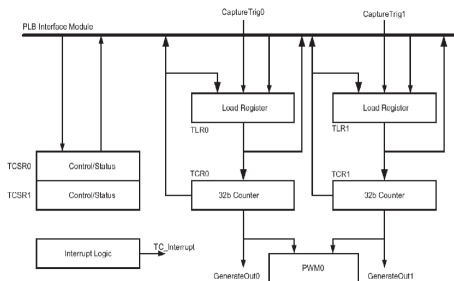 CaptureTrig0 CaptureTrig1
PLB Interface Module
Load Register Load Register
TLR0 TLR1
TCSR0 Control/Status
TCR0 TCR1
TCSR1 Control/Status
32b Counter 32b Counter
Interrupt Logic TC_Interrupt
PWM0
GenerateOut0 GenerateOut1